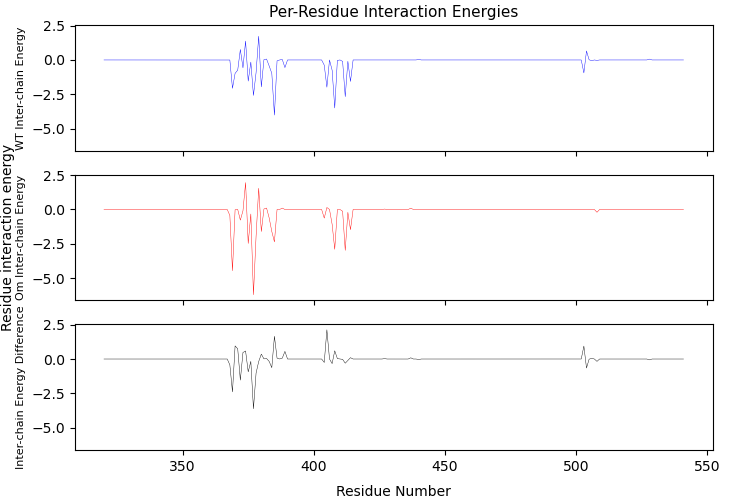 Per-Residue Interaction Energies
Residue interaction energy
WT Inter-chain Energy
2.5
0.0
−2.5
−5.0
Om Inter-chain Energy
2.5
0.0
−2.5
−5.0
Inter-chain Energy Difference
2.5
0.0
−2.5
−5.0
350
400
450
500
550
Residue Number